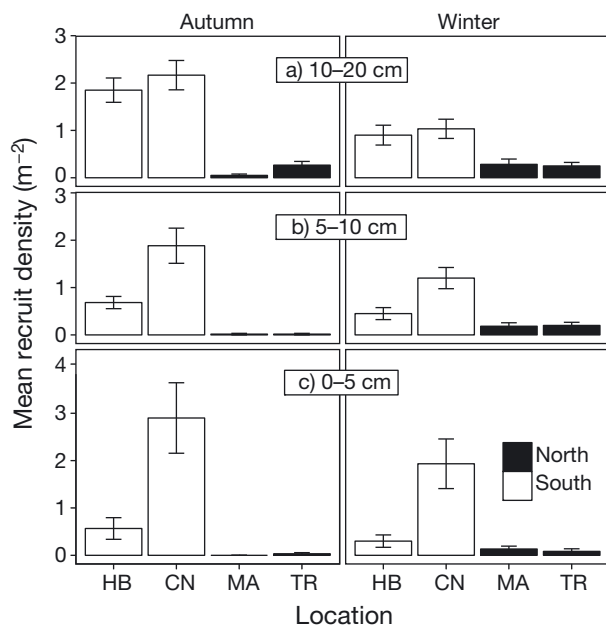 Autumn Winter
a) 10–20 cm
b) 5–10 cm
c) 0–5 cm
3
2
1
0
3
2
1
0
4
3
2
1
0
Mean recruit density (m⁻²)
North
South
HB CN MA TR HB CN MA TR
Location